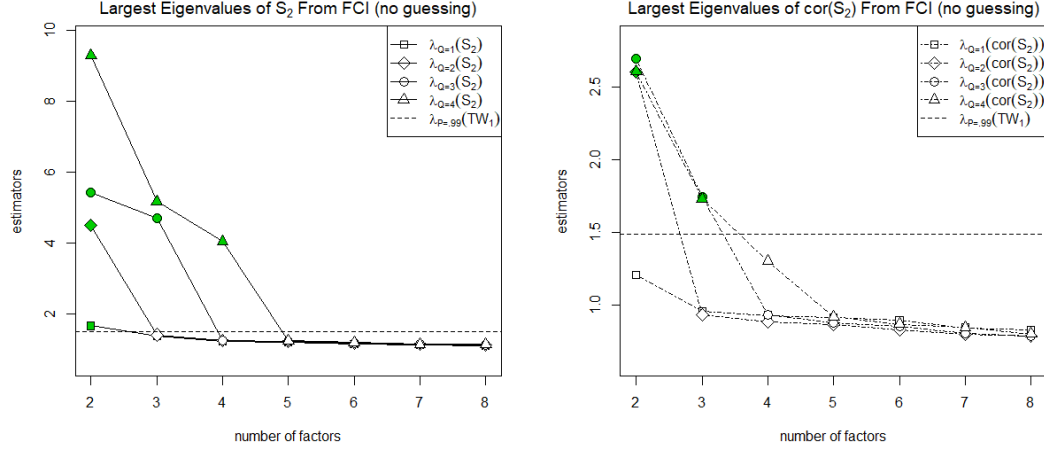 Largest Eigenvalues of S₂ From FCI (no guessing)
estimators
10
8
6
4
2
λQ=1(S₂)
λQ=2(S₂)
λQ=3(S₂)
λQ=4(S₂)
λP=.99(TW₁)
2 3 4 5 6 7 8
number of factors
Largest Eigenvalues of cor(S₂) From FCI (no guessing)
estimators
2.5
2.0
1.5
1.0
λQ=1(cor(S₂))
λQ=2(cor(S₂))
λQ=3(cor(S₂))
λQ=4(cor(S₂))
λP=.99(TW₁)
2 3 4 5 6 7 8
number of factors